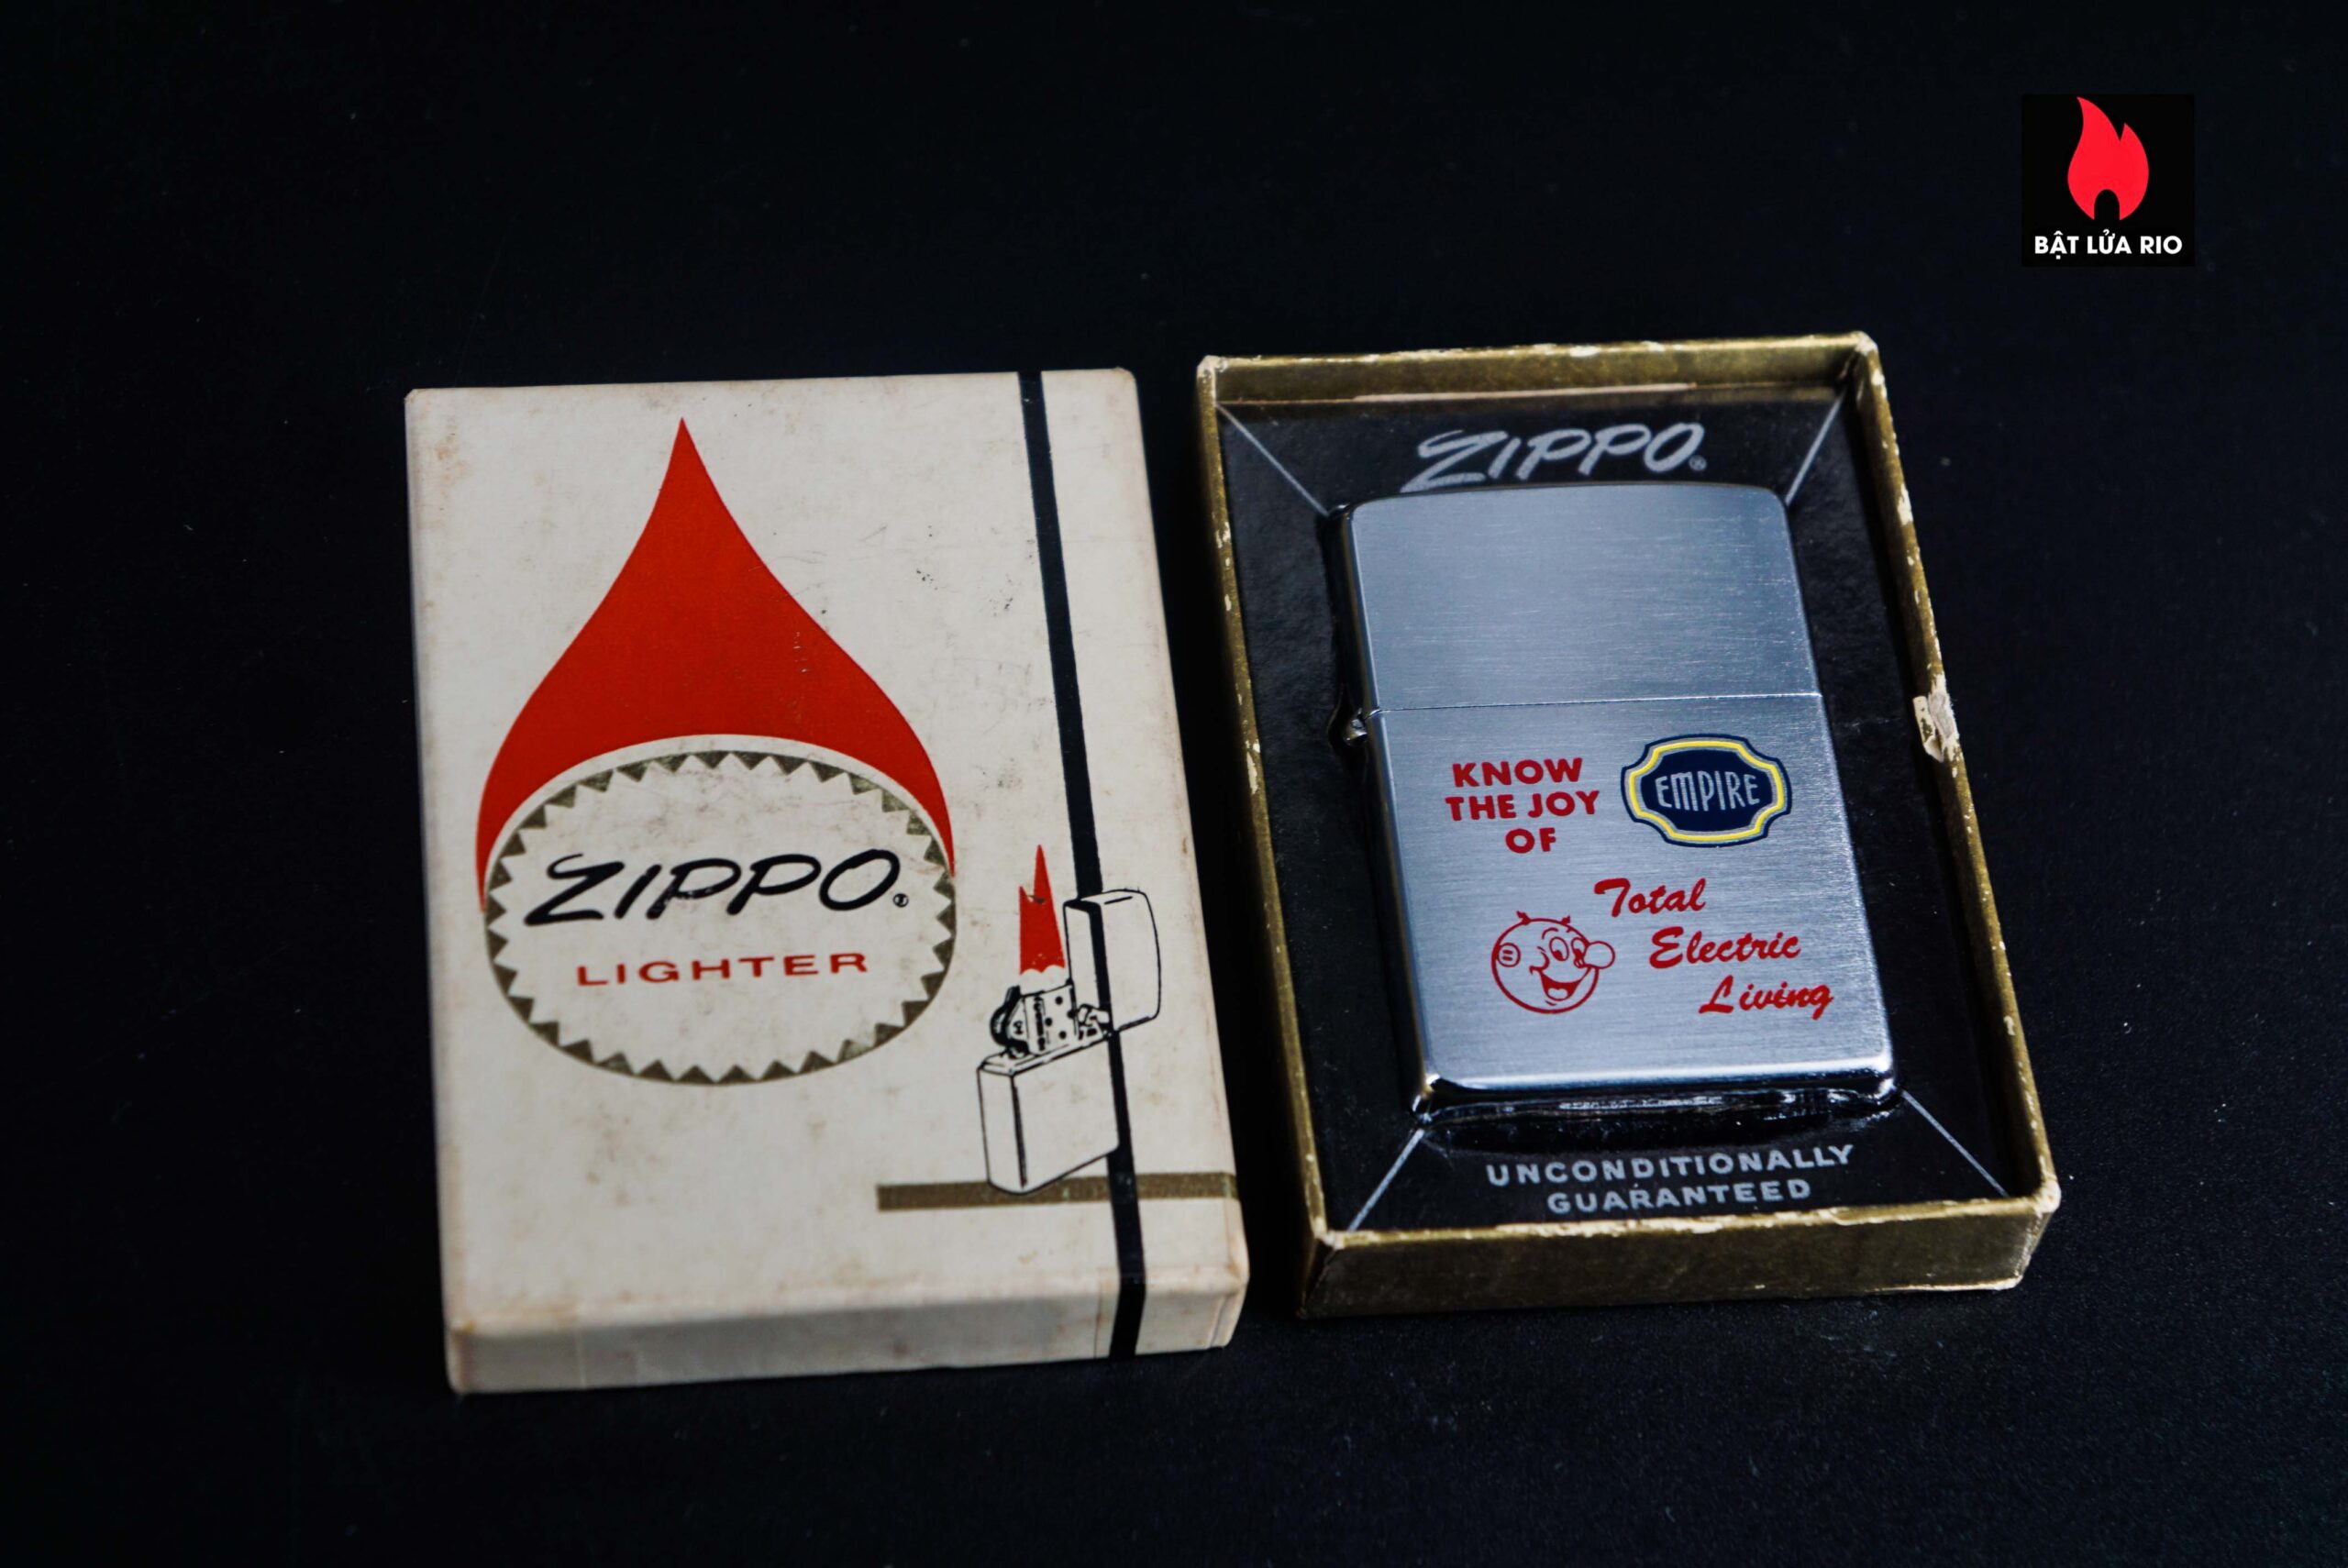 BẬT LỬA RIO
ZIPPO®
LIGHTER
ZIPPO®
KNOW
THE JOY
OF
EMPIRE
Total
Electric
Living
UNCONDITIONALLY
GUARANTEED